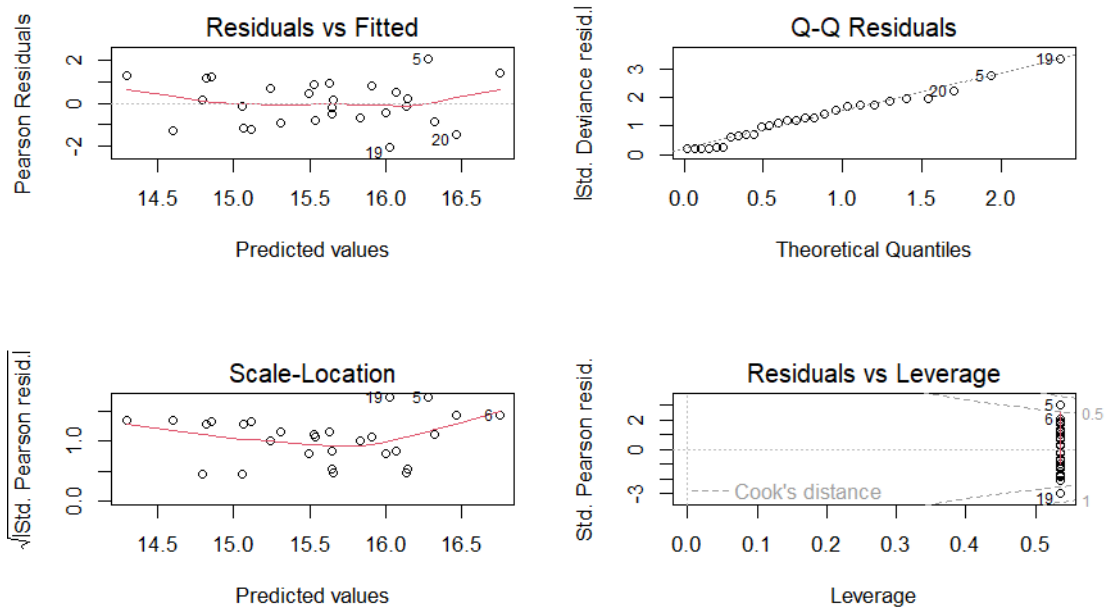 Residuals vs Fitted
Pearson Residuals
2
0
-2
5
19
20
14.5 15.0 15.5 16.0 16.5
Predicted values
Q-Q Residuals
|Std. Deviance resid.|
3
2
1
0
19
5
20
0.0 0.5 1.0 1.5 2.0
Theoretical Quantiles
Scale-Location
√|Std. Pearson resid.|
1.0
0.0
19
5
6
14.5 15.0 15.5 16.0 16.5
Predicted values
Residuals vs Leverage
Std. Pearson resid.
2
0
-3
5
6
19
0.5
1
Cook's distance
0.0 0.1 0.2 0.3 0.4 0.5
Leverage